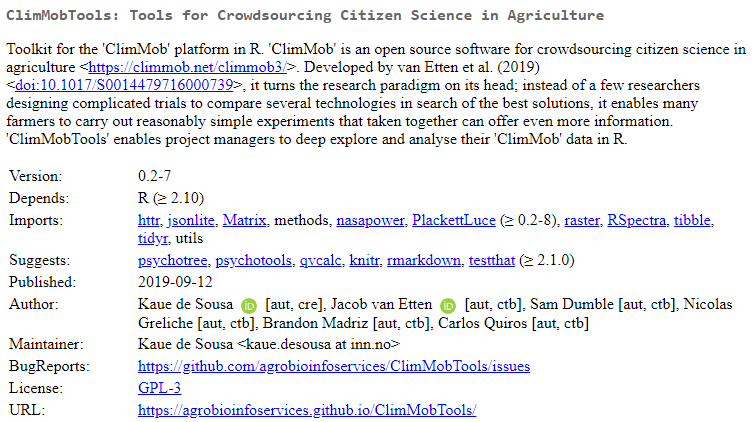 ClimMobTools: Tools for Crowdsourcing Citizen Science in Agriculture
Toolkit for the 'ClimMob' platform in R. 'ClimMob' is an open source software for crowdsourcing citizen science in
agriculture <https://climmob.net/climmob3/>. Developed by van Etten et al. (2019)
<doi:10.1017/S0014479716000739>, it turns the research paradigm on its head; instead of a few researchers
designing complicated trials to compare several technologies in search of the best solutions, it enables many
farmers to carry out reasonably simple experiments that taken together can offer even more information.
'ClimMobTools' enables project managers to deep explore and analyse their 'ClimMob' data in R.
Version: 0.2-7
Depends: R (≥ 2.10)
Imports: httr, jsonlite, Matrix, methods, nasapower, PlackettLuce (≥ 0.2-8), raster, RSpectra, tibble,
tidyr, utils
Suggests: psychotree, psychotools, qvcalc, knitr, rmarkdown, testthat (≥ 2.1.0)
Published: 2019-09-12
Author: Kaue de Sousa iD [aut, cre], Jacob van Etten iD [aut, ctb], Sam Dumble [aut, ctb], Nicolas
Greliche [aut, ctb], Brandon Madriz [aut, ctb], Carlos Quiros [aut, ctb]
Maintainer: Kaue de Sousa <kaue.desousa at inn.no>
BugReports: https://github.com/agrobioinfoservices/ClimMobTools/issues
License: GPL-3
URL: https://agrobioinfoservices.github.io/ClimMobTools/